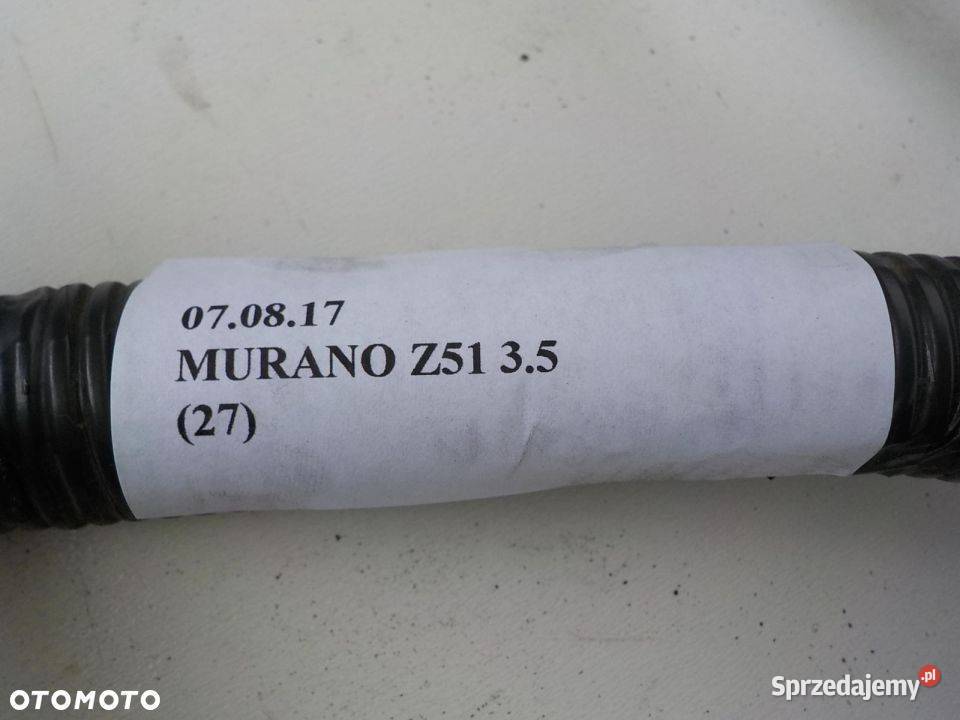 07.08.17
MURANO Z51 3.5
(27)
OTOMOTO
Sprzedajemy.pl